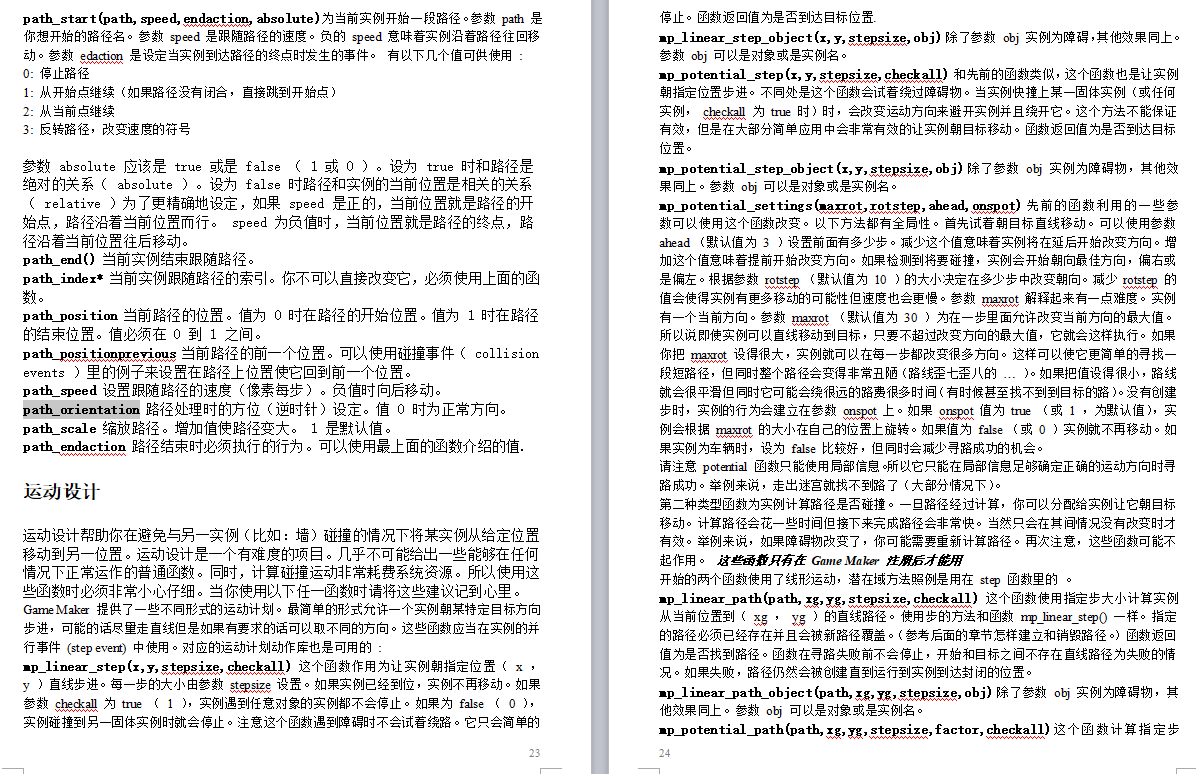 path_start(path,speed,endaction,absolute)为当前实例开始一段路径。参数 path 是
你想开始的路径名。参数 speed 是跟随路径的速度。负的 speed 意味着实例沿着路径往回移
动。参数 edaction 是设定当实例到达路径的终点时发生的事件。 有以下几个值可供使用 :
0: 停止路径
1: 从开始点继续（如果路径没有闭合，直接跳到开始点）
2: 从当前点继续
3: 反转路径，改变速度的符号
参数 absolute 应该是 true 或是 false （ 1 或 0 ）。设为 true 时和路径是
绝对的关系（ absolute ）。设为 false 时路径和实例的当前位置是相关的关系
（ relative ）为了更精确地设定，如果 speed 是正的，当前位置就是路径的开
始点，路径沿着当前位置而行。 speed 为负值时，当前位置就是路径的终点，路
径沿着当前位置往后移动。
path_end() 当前实例结束跟随路径。
path_index* 当前实例跟随路径的索引。你不可以直接改变它，必须使用上面的函
数。
path_position 当前路径的位置。值为 0 时在路径的开始位置。值为 1 时在路径
的结束位置。值必须在 0 到 1 之间。
path_positionprevious 当前路径的前一个位置。可以使用碰撞事件（ collision
events ）里的例子来设置在路径上位置使它回到前一个位置。
path_speed 设置跟随路径的速度（像素每步）。负值时向后移动。
path_orientation 路径处理时的方位（逆时针）设定。值 0 时为正常方向。
path_scale 缩放路径。增加值使路径变大。 1 是默认值。
path_endaction 路径结束时必须执行的行为。可以使用最上面的函数介绍的值.
运动设计
运动设计帮助你在避免与另一实例（比如：墙）碰撞的情况下将某实例从给定位置
移动到另一位置。运动设计是一个有难度的项目。几乎不可能给出一些能够在任何
情况下正常运作的普通函数。同时，计算碰撞运动非常耗费系统资源。所以使用这
些函数时必须非常小心仔细。当你使用以下任一函数时请将这些建议记到心里。
Game Maker 提供了一些不同形式的运动计划。最简单的形式允许一个实例朝某特定目标方向
步进，可能的话尽量走直线但是如果有要求的话可以取不同的方向。这些函数应当在实例的并
行事件 (step event) 中使用。对应的运动计划动作库也是可用的 :
mp_linear_step(x,y,stepsize,checkall) 这个函数作用为让实例朝指定位置（ x ，
y ）直线步进。每一步的大小由参数 stepsize 设置。如果实例已经到位，实例不再移动。如果
参数 checkall 为 true （ 1 ），实例遇到任意对象的实例都不会停止。如果为 false （ 0 ），
实例碰撞到另一固体实例时就会停止。注意这个函数遇到障碍时不会试着绕路。它只会简单的
23
停止。函数返回值为是否到达目标位置.
mp_linear_step_object(x,y,stepsize,obj) 除了参数 obj 实例为障碍，其他效果同上。
参数 obj 可以是对象或是实例名。
mp_potential_step(x,y,stepsize,checkall) 和先前的函数类似，这个函数也是让实例
朝指定位置步进。不同处是这个函数会试着绕过障碍物。当实例快撞上某一固体实例（或任何
实例， checkall 为 true 时）时，会改变运动方向来避开实例并且绕开它。这个方法不能保证
有效，但是在大部分简单应用中会非常有效的让实例朝目标移动。函数返回值为是否到达目标
位置。
mp_potential_step_object(x,y,stepsize,obj) 除了参数 obj 实例为障碍物，其他效
果同上。参数 obj 可以是对象或是实例名。
mp_potential_settings(maxrot,rotstep,ahead,onspot) 先前的函数利用的一些参
数可以使用这个函数改变。以下方法都有全局性。首先试着朝目标直线移动。可以使用参数
ahead （默认值为 3 ）设置前面有多少步。减少这个值意味着实例将在延后开始改变方向。增
加这个值意味着提前开始改变方向。如果检测到将要碰撞，实例会开始朝向最佳方向，偏右或
是偏左。根据参数 rotstep （默认值为 10 ）的大小决定在多少步中改变朝向。减少 rotstep 的
值会使得实例有更多移动的可能性但速度也会更慢。参数 maxrot 解释起来有一点难度。实例
有一个当前方向。参数 maxrot （默认值为 30 ）为在一步里面允许改变当前方向的最大值。
所以说即使实例可以直线移动到目标，只要不超过改变方向的最大值，它就会这样执行。如果
你把 maxrot 设得很大，实例就可以在每一步都改变很多方向。这样可以使它更简单的寻找一
段短路径，但同时整个路径会变得非常丑陋（路线歪七歪八的 … ）。如果把值设得很小，路线
就会很平滑但同时它可能会绕很远的路费很多时间（有时候甚至找不到到目标的路）。没有创建
步时，实例的行为会建立在参数 onspot 上。如果 onspot 值为 true （或 1 ，为默认值），实
例会根据 maxrot 的大小在自己的位置上旋转。如果值为 false （或 0 ）实例就不再移动。如
果实例为车辆时，设为 false 比较好，但同时会减少寻路成功的机会。
请注意 potential 函数只能使用局部信息。所以它只能在局部信息足够确定正确的运动方向时寻
路成功。举例来说，走出迷宫就找不到路了（大部分情况下）。
第二种类型函数为实例计算路径是否碰撞。一旦路径经过计算，你可以分配给实例让它朝目标
移动。计算路径会花一些时间但接下来完成路径会非常快。当然只会在其间情况没有改变时才
有效。举例来说，如果障碍物改变了，你可能需要重新计算路径。再次注意，这些函数可能不
起作用。 这些函数只有在 Game Maker 注册后才能用
开始的两个函数使用了线形运动，潜在域方法照例是用在 step 函数里的 。
mp_linear_path(path,xg,yg,stepsize,checkall) 这个函数使用指定步大小计算实例
从当前位置到（ xg ， yg ）的直线路径。使用步的方法和函数 mp_linear_step() 一样。指定
的路径必须已经存在并且会被新路径覆盖。（参考后面的章节怎样建立和销毁路径。）函数返回
值为是否找到路径。函数在寻路失败前不会停止，开始和目标之间不存在直线路径为失败的情
况。如果失败，路径仍然会被创建直到运行到实例到达封闭的位置。
mp_linear_path_object(path,xg,yg,stepsize,obj) 除了参数 obj 实例为障碍物，其
他效果同上。参数 obj 可以是对象或是实例名。
mp_potential_path(path,xg,yg,stepsize,factor,checkall) 这个函数计算指定步
24